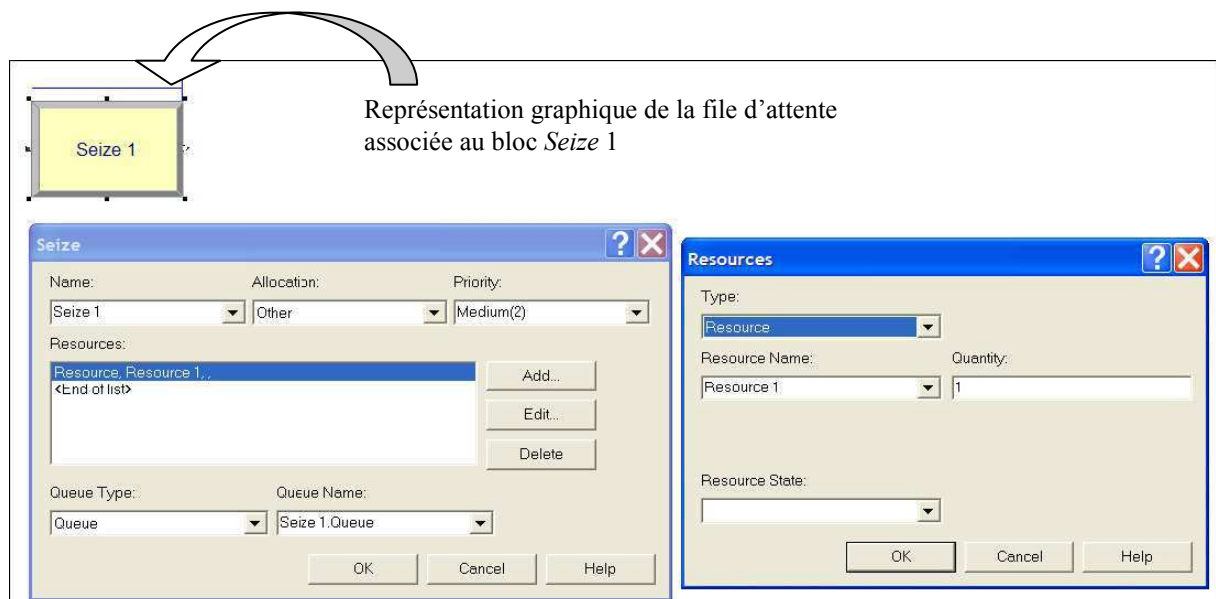 Représentation graphique de la file d'attente
associée au bloc Seize 1
Seize 1
Seize
Name:
Allocation:
Priority:
Seize 1
Other
Medium(2)
Resources:
Resource, Resource 1, ,
<End of list>
Add...
Edit...
Delete
Queue Type:
Queue Name:
Queue
Seize 1.Queue
OK
Cancel
Help
Resources
Type:
Resource
Resource Name:
Quantity:
Resource 1
1
Resource State:
OK
Cancel
Help